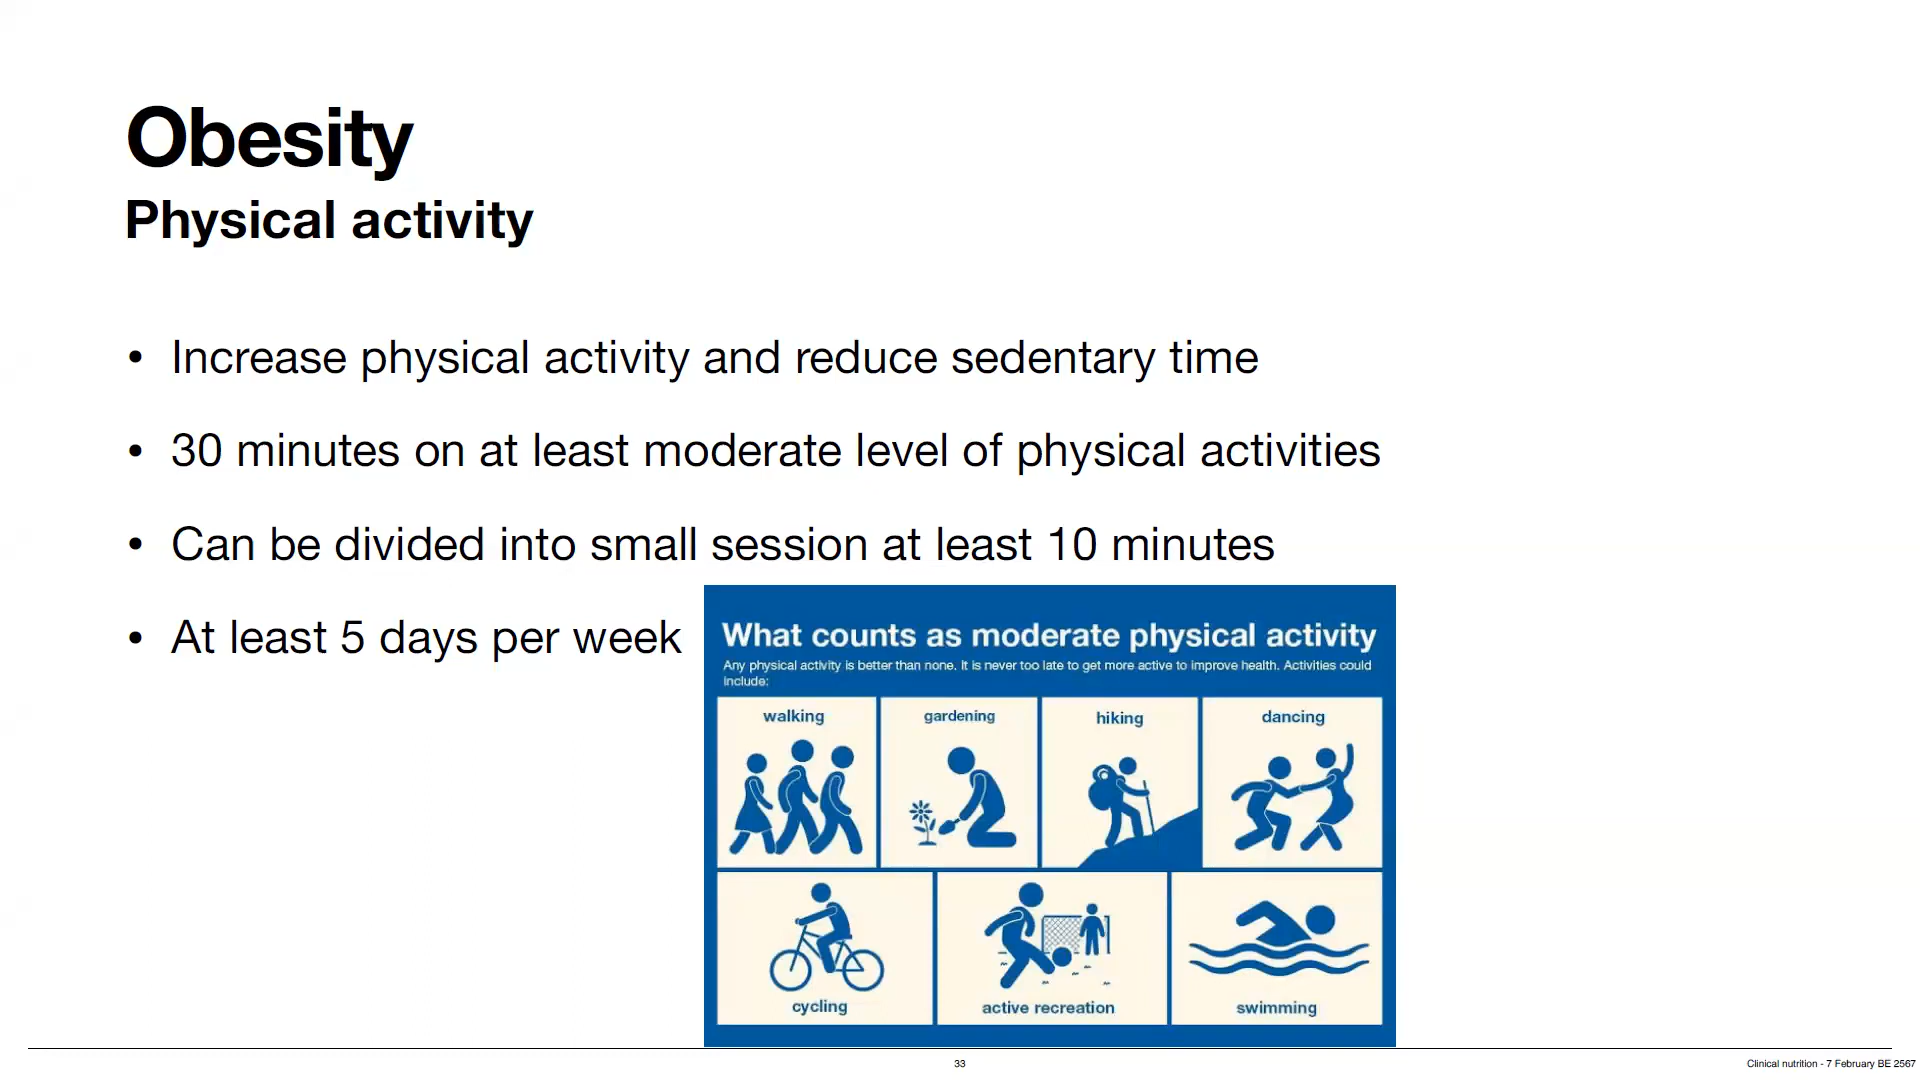 Obesity
Physical activity
• Increase physical activity and reduce sedentary time
• 30 minutes on at least moderate level of physical activities
• Can be divided into small session at least 10 minutes
• At least 5 days per week
What counts as moderate physical activity
Any physical activity is better than none. It is never too late to get more active to improve health. Activities could
include:
walking
gardening
hiking
dancing
cycling
active recreation
swimming
33
Clinical nutrition - 7 February BE 2567